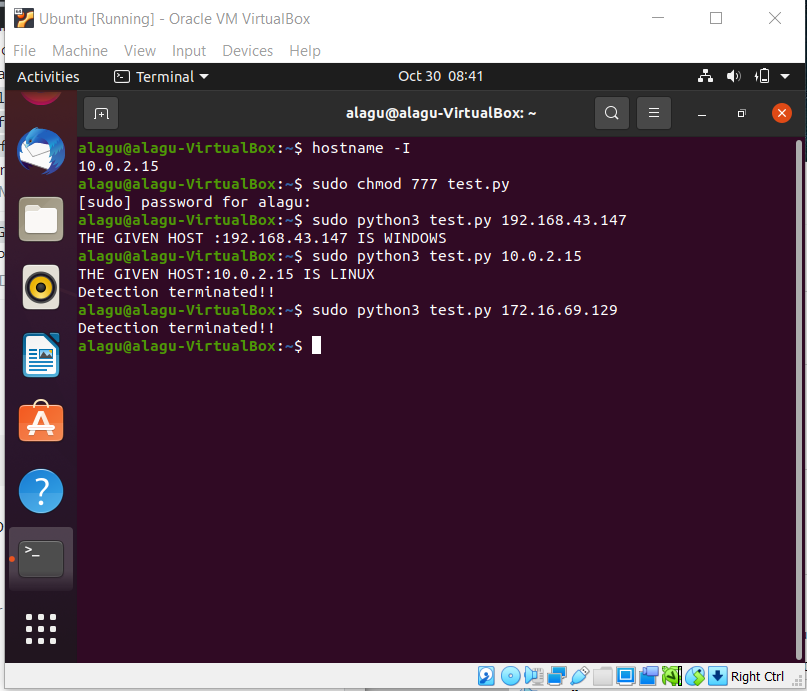 Ubuntu [Running] - Oracle VM VirtualBox
File Machine View Input Devices Help
Activities Terminal Oct 30 08:41
alagu@alagu-VirtualBox: ~
alagu@alagu-VirtualBox:~$ hostname -I
10.0.2.15
alagu@alagu-VirtualBox:~$ sudo chmod 777 test.py
[sudo] password for alagu:
alagu@alagu-VirtualBox:~$ sudo python3 test.py 192.168.43.147
THE GIVEN HOST :192.168.43.147 IS WINDOWS
alagu@alagu-VirtualBox:~$ sudo python3 test.py 10.0.2.15
THE GIVEN HOST:10.0.2.15 IS LINUX
Detection terminated!!
alagu@alagu-VirtualBox:~$ sudo python3 test.py 172.16.69.129
Detection terminated!!
alagu@alagu-VirtualBox:~$
Right Ctrl